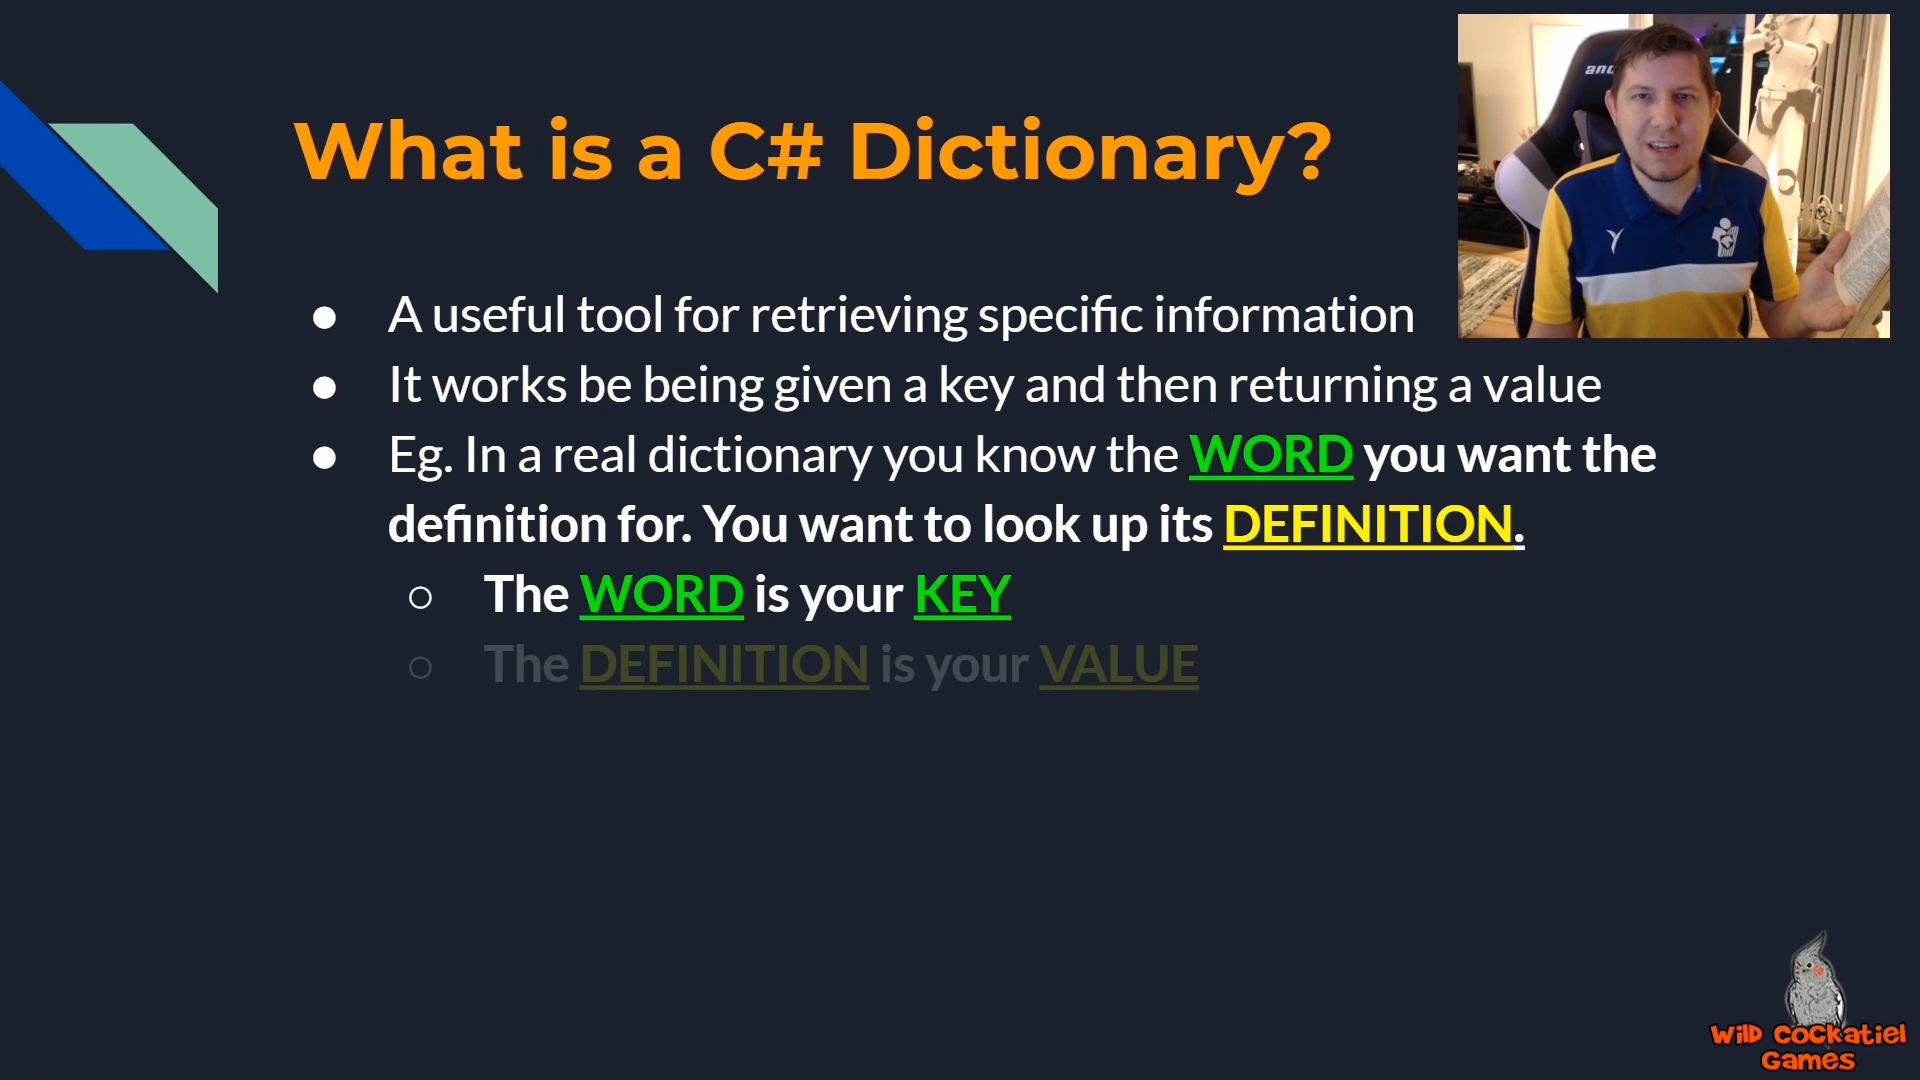 What is a C# Dictionary?
● A useful tool for retrieving specific information
● It works be being given a key and then returning a value
● Eg. In a real dictionary you know the WORD you want the
definition for. You want to look up its DEFINITION.
○ The WORD is your KEY
○ The DEFINITION is your VALUE
Wild Cockatiel
Games